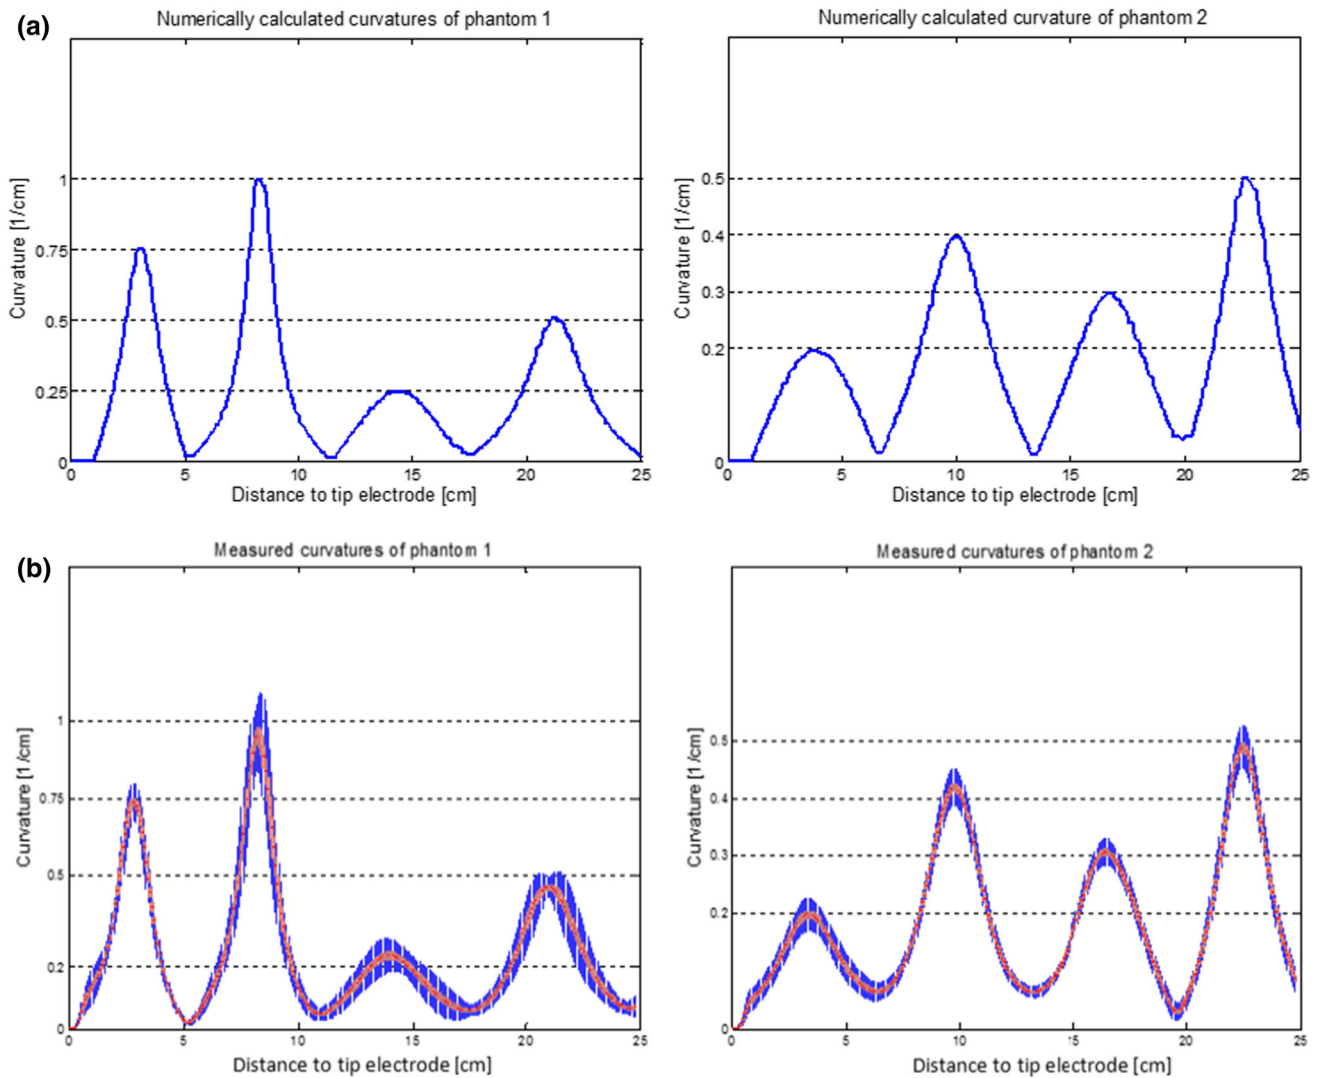 (a)
Numerically calculated curvatures of phantom 1
Curvature [1/cm]
1
0.75
0.5
0.25
0
0 5 10 15 20 25
Distance to tip electrode [cm]
Numerically calculated curvature of phantom 2
Curvature [1/cm]
0.5
0.4
0.3
0.2
0
0 5 10 15 20 25
Distance to tip electrode [cm]
(b)
Measured curvatures of phantom 1
Curvature [1/cm]
1
0.75
0.5
0.2
0
0 5 10 15 20 25
Distance to tip electrode [cm]
Measured curvatures of phantom 2
Curvature [1/cm]
0.5
0.4
0.3
0.2
0
0 5 10 15 20 25
Distance to tip electrode [cm]